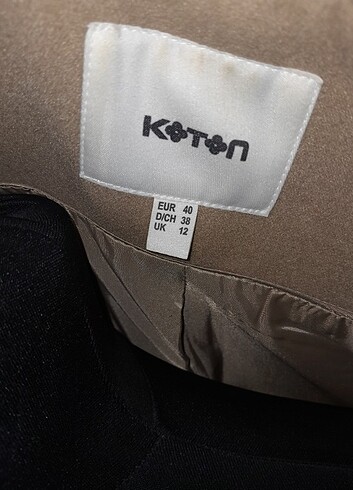 KOTON
EUR 40
D/CH 38
UK 12